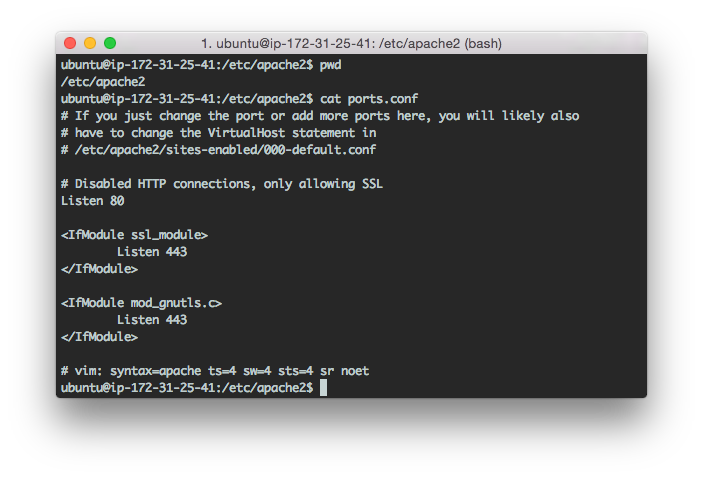 1. ubuntu@ip-172-31-25-41: /etc/apache2 (bash)
ubuntu@ip-172-31-25-41:/etc/apache2$ pwd
/etc/apache2
ubuntu@ip-172-31-25-41:/etc/apache2$ cat ports.conf
# If you just change the port or add more ports here, you will likely also
# have to change the VirtualHost statement in
# /etc/apache2/sites-enabled/000-default.conf

# Disabled HTTP connections, only allowing SSL
Listen 80

<IfModule ssl_module>
        Listen 443
</IfModule>

<IfModule mod_gnutls.c>
        Listen 443
</IfModule>

# vim: syntax=apache ts=4 sw=4 sts=4 sr noet
ubuntu@ip-172-31-25-41:/etc/apache2$